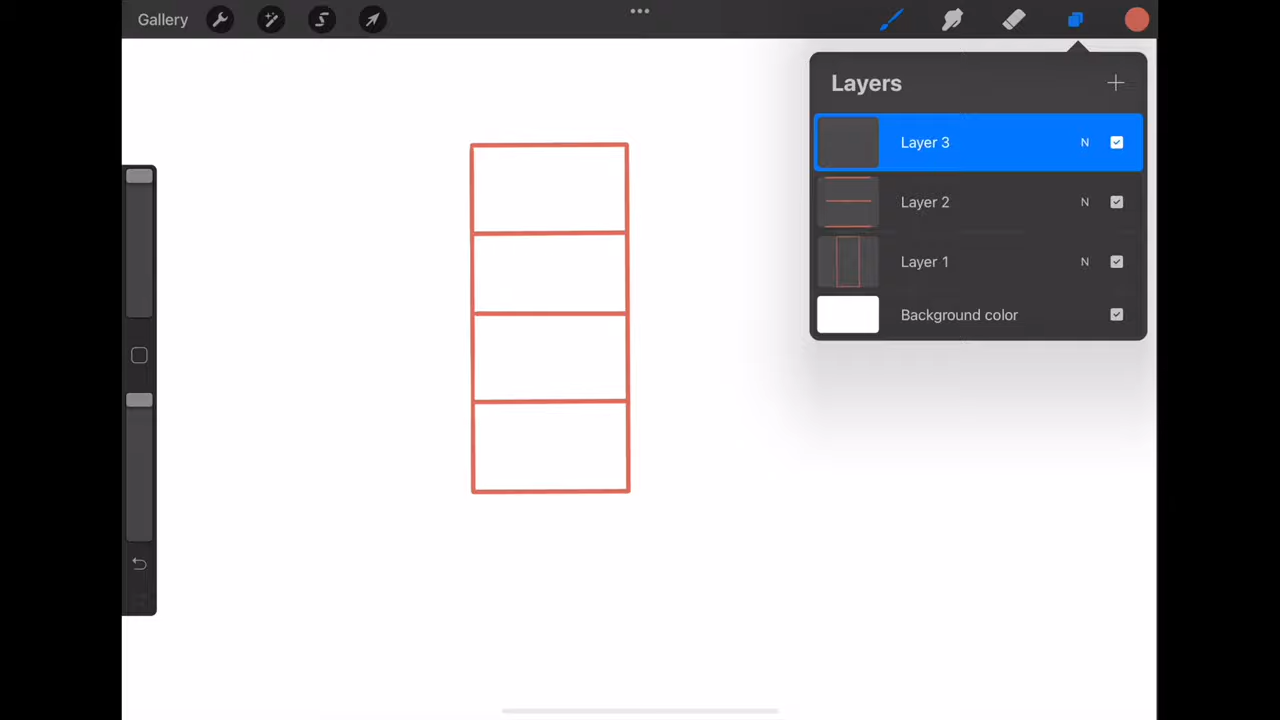 Gallery
Layers
Layer 3 N
Layer 2 N
Layer 1 N
Background color